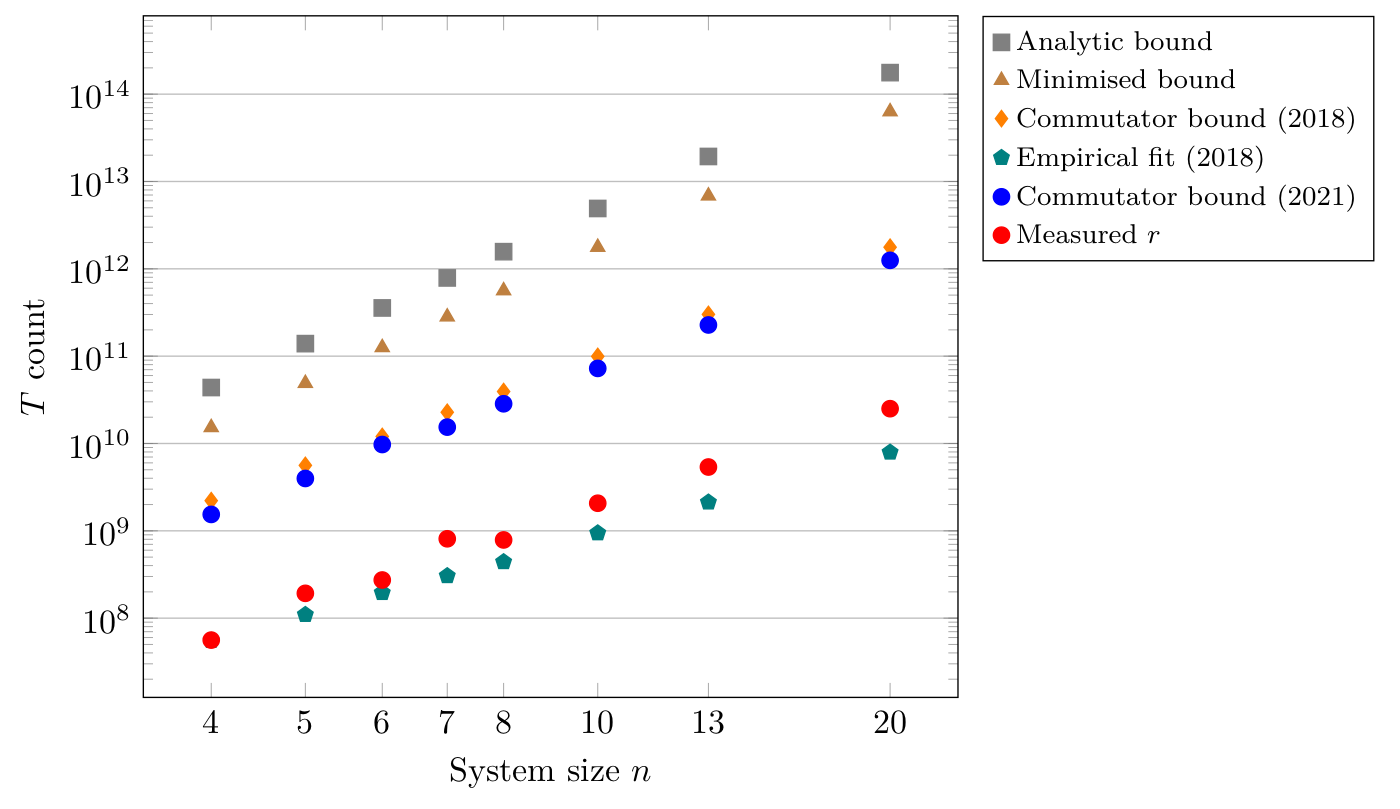 Analytic bound
Minimised bound
Commutator bound (2018)
Empirical fit (2018)
Commutator bound (2021)
Measured r
10^14
10^13
10^12
10^11
10^10
10^9
10^8
T count
4 5 6 7 8 10 13 20
System size n